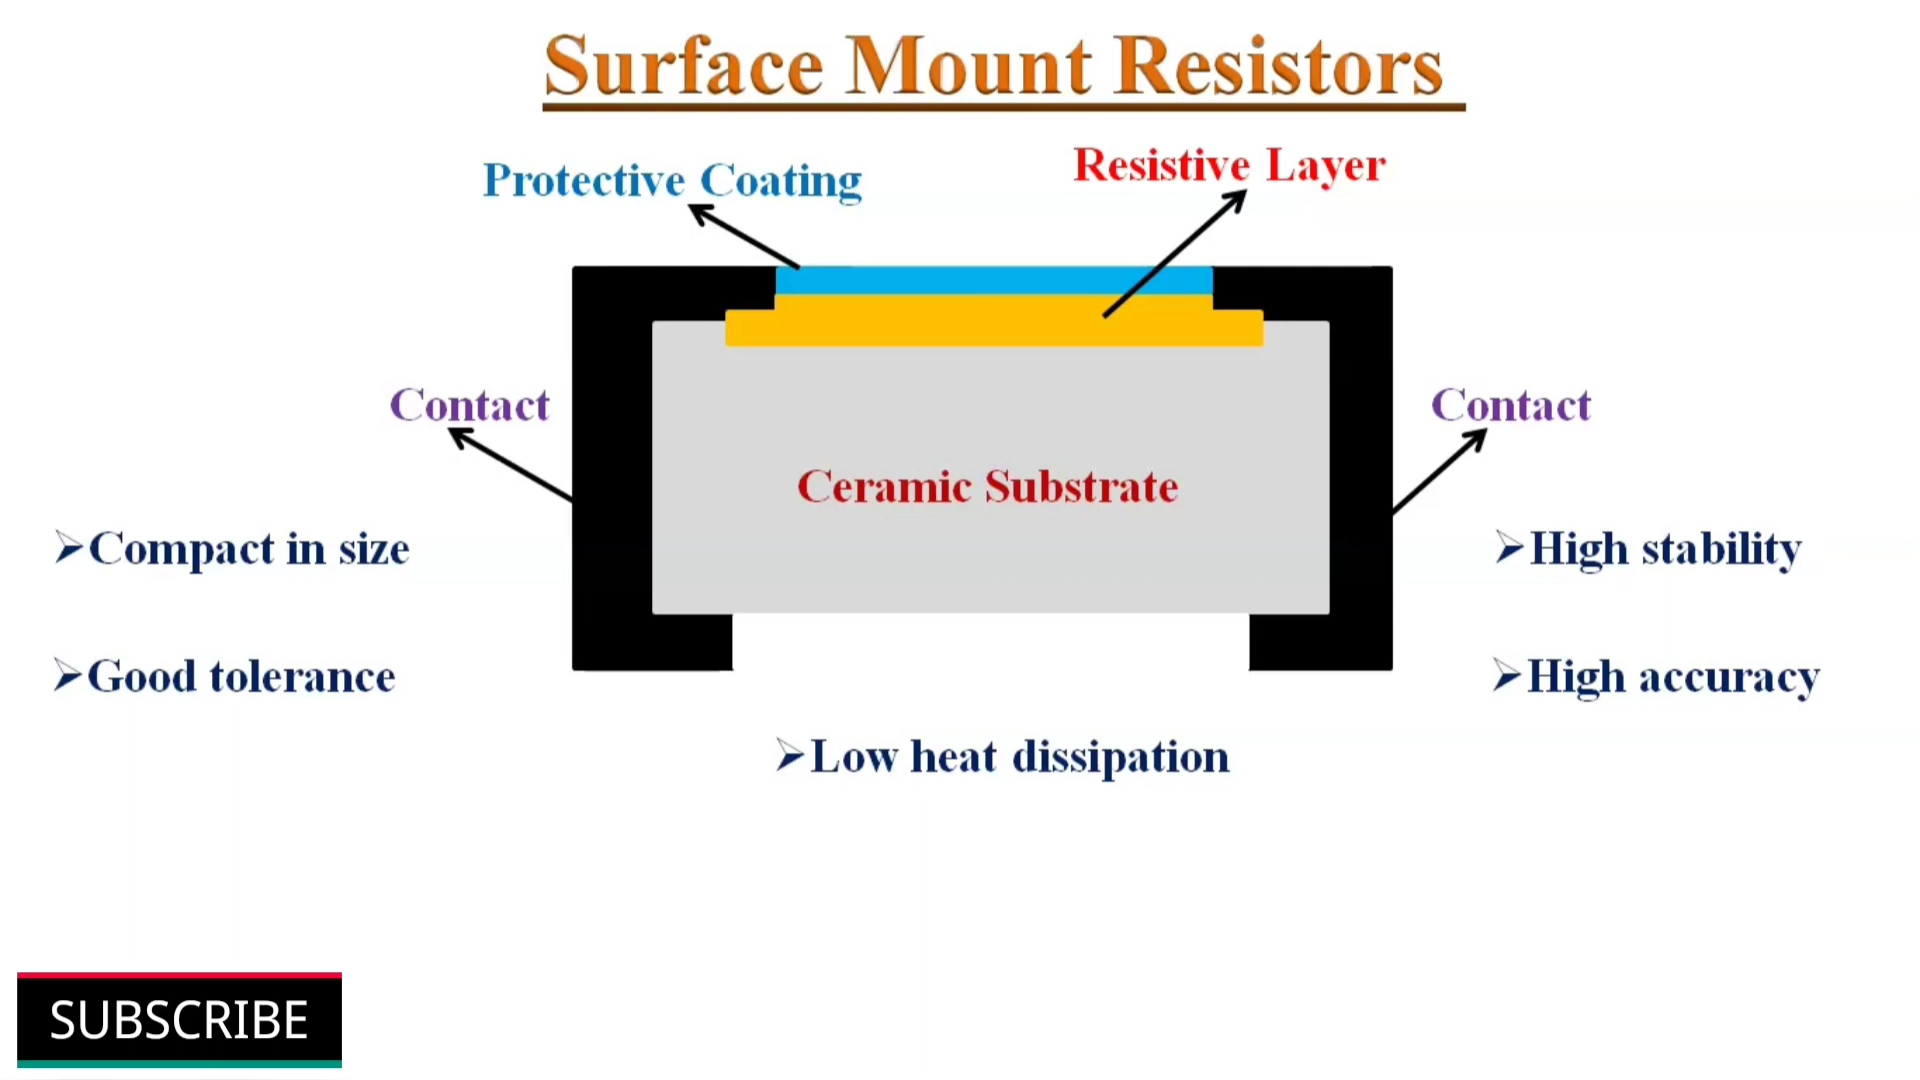 Surface Mount Resistors
Protective Coating
Resistive Layer
Contact
Contact
Ceramic Substrate
➢Compact in size
➢High stability
➢Good tolerance
➢High accuracy
➢Low heat dissipation
SUBSCRIBE